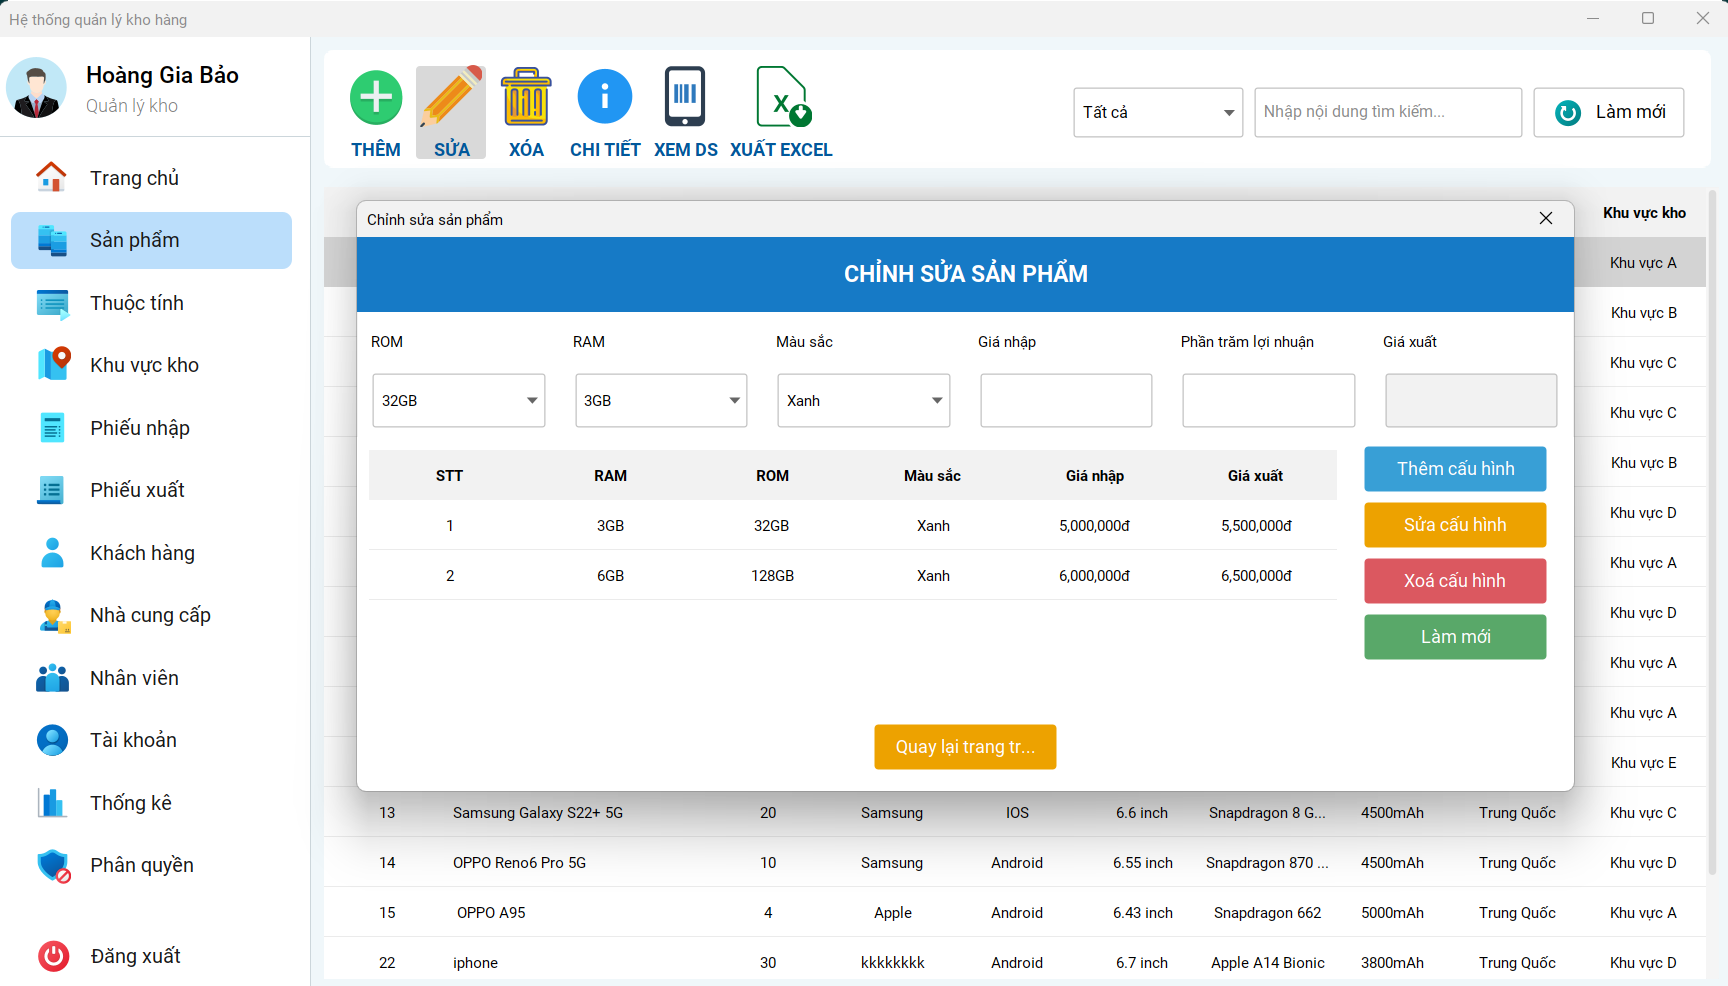 Hệ thống quản lý kho hàng
Hoàng Gia Bảo
Quản lý kho
Trang chủ
Sản phẩm
Thuộc tính
Khu vực kho
Phiếu nhập
Phiếu xuất
Khách hàng
Nhà cung cấp
Nhân viên
Tài khoản
Thống kê
Phân quyền
Đăng xuất
THÊM SỬA XÓA CHI TIẾT XEM DS XUẤT EXCEL
Tất cả Nhập nội dung tìm kiếm... Làm mới
Khu vực kho
Khu vực A
Khu vực B
Khu vực C
Khu vực C
Khu vực B
Khu vực D
Khu vực A
Khu vực D
Khu vực A
Khu vực A
Khu vực E
Chỉnh sửa sản phẩm
CHỈNH SỬA SẢN PHẨM
ROM RAM Màu sắc Giá nhập Phần trăm lợi nhuận Giá xuất
32GB 3GB Xanh
STT RAM ROM Màu sắc Giá nhập Giá xuất
1 3GB 32GB Xanh 5,000,000đ 5,500,000đ
2 6GB 128GB Xanh 6,000,000đ 6,500,000đ
Thêm cấu hình
Sửa cấu hình
Xoá cấu hình
Làm mới
Quay lại trang tr...
13 Samsung Galaxy S22+ 5G 20 Samsung IOS 6.6 inch Snapdragon 8 G... 4500mAh Trung Quốc Khu vực C
14 OPPO Reno6 Pro 5G 10 Samsung Android 6.55 inch Snapdragon 870 ... 4500mAh Trung Quốc Khu vực D
15 OPPO A95 4 Apple Android 6.43 inch Snapdragon 662 5000mAh Trung Quốc Khu vực A
22 iphone 30 kkkkkkkk Android 6.7 inch Apple A14 Bionic 3800mAh Trung Quốc Khu vực D